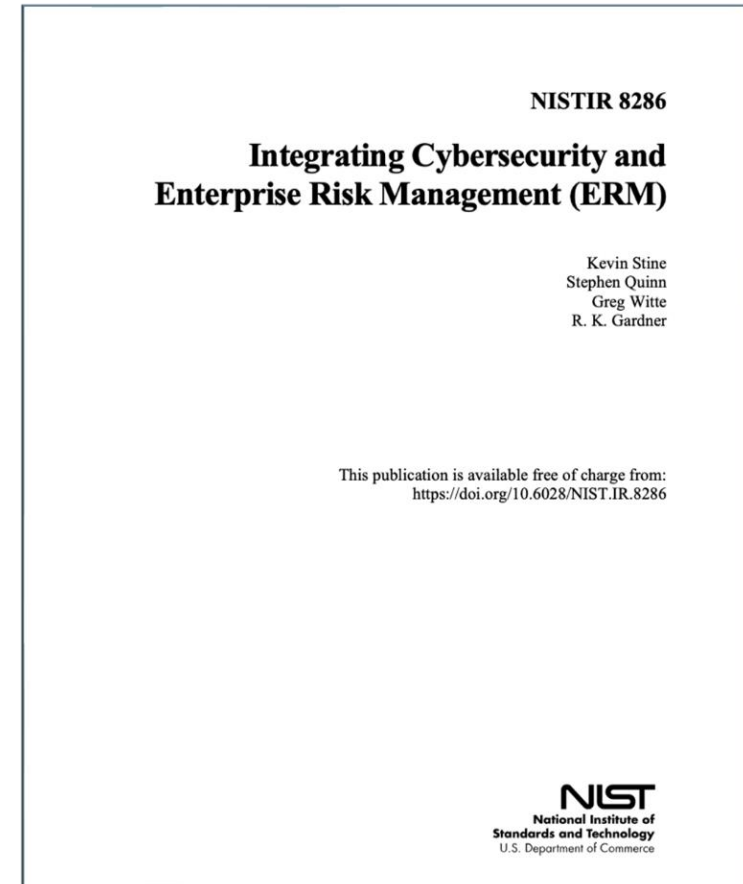 NISTIR 8286
Integrating Cybersecurity and
Enterprise Risk Management (ERM)
Kevin Stine
Stephen Quinn
Greg Witte
R. K. Gardner
This publication is available free of charge from:
https://doi.org/10.6028/NIST.IR.8286
NIST
National Institute of
Standards and Technology
U.S. Department of Commerce